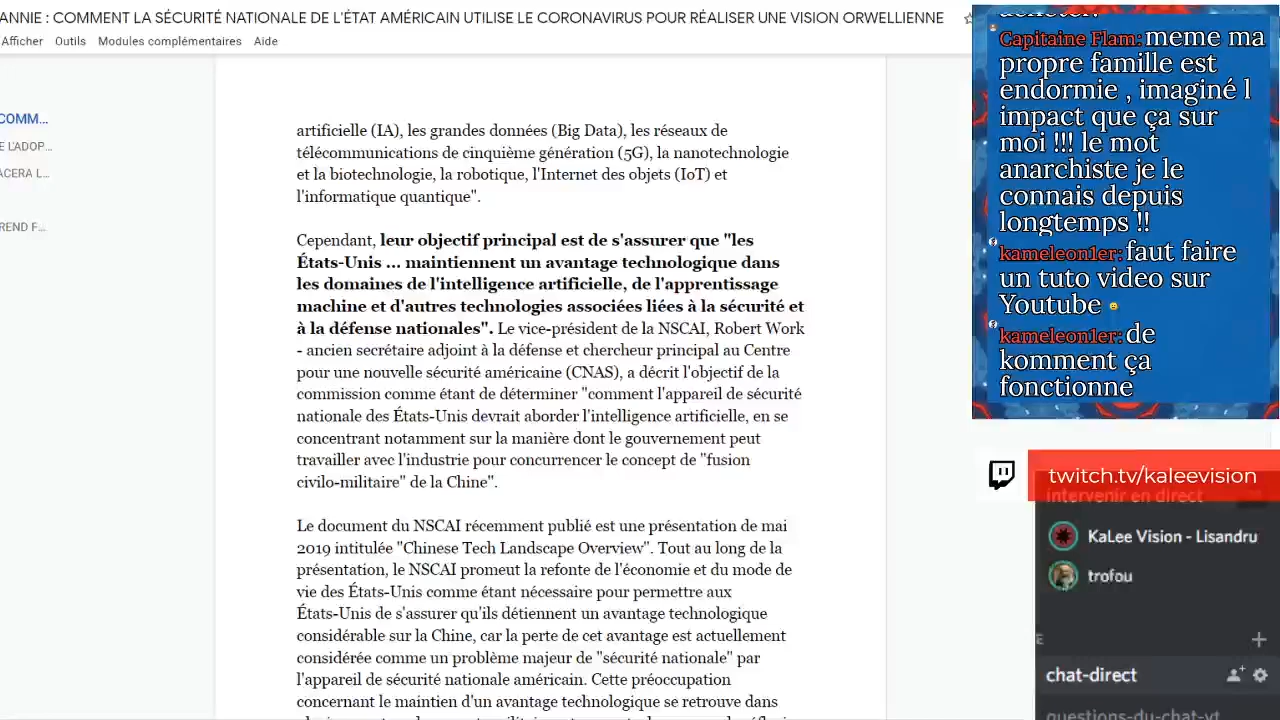 ANNIE : COMMENT LA SÉCURITÉ NATIONALE DE L'ÉTAT AMÉRICAIN UTILISE LE CORONAVIRUS POUR RÉALISER UNE VISION ORWELLIENNE
Afficher Outils Modules complémentaires Aide
COMM...
E L'ADOP...
ACERA L...
REND F...
artificielle (IA), les grandes données (Big Data), les réseaux de
télécommunications de cinquième génération (5G), la nanotechnologie
et la biotechnologie, la robotique, l'Internet des objets (IoT) et
l'informatique quantique".
Cependant, leur objectif principal est de s'assurer que "les
États-Unis ... maintiennent un avantage technologique dans
les domaines de l'intelligence artificielle, de l'apprentissage
machine et d'autres technologies associées liées à la sécurité et
à la défense nationales". Le vice-président de la NSCAI, Robert Work
- ancien secrétaire adjoint à la défense et chercheur principal au Centre
pour une nouvelle sécurité américaine (CNAS), a décrit l'objectif de la
commission comme étant de déterminer "comment l'appareil de sécurité
nationale des États-Unis devrait aborder l'intelligence artificielle, en se
concentrant notamment sur la manière dont le gouvernement peut
travailler avec l'industrie pour concurrencer le concept de "fusion
civilo-militaire" de la Chine".
Le document du NSCAI récemment publié est une présentation de mai
2019 intitulée "Chinese Tech Landscape Overview". Tout au long de la
présentation, le NSCAI promeut la refonte de l'économie et du mode de
vie des États-Unis comme étant nécessaire pour permettre aux
États-Unis de s'assurer qu'ils détiennent un avantage technologique
considérable sur la Chine, car la perte de cet avantage est actuellement
considérée comme un problème majeur de "sécurité nationale" par
l'appareil de sécurité nationale américain. Cette préoccupation
concernant le maintien d'un avantage technologique se retrouve dans
acheter.
Capitaine Flam: meme ma
propre famille est
endormie , imaginé l
impact que ça sur
moi !!! le mot
anarchiste je le
connais depuis
longtemps !!
kameleon1er: faut faire
un tuto video sur
Youtube
kameleon1er: de
komment ça
fonctionne
twitch.tv/kaleevision
intervenir en direct
KaLee Vision - Lisandru
trofou
E
chat-direct
questions-du-chat-yt